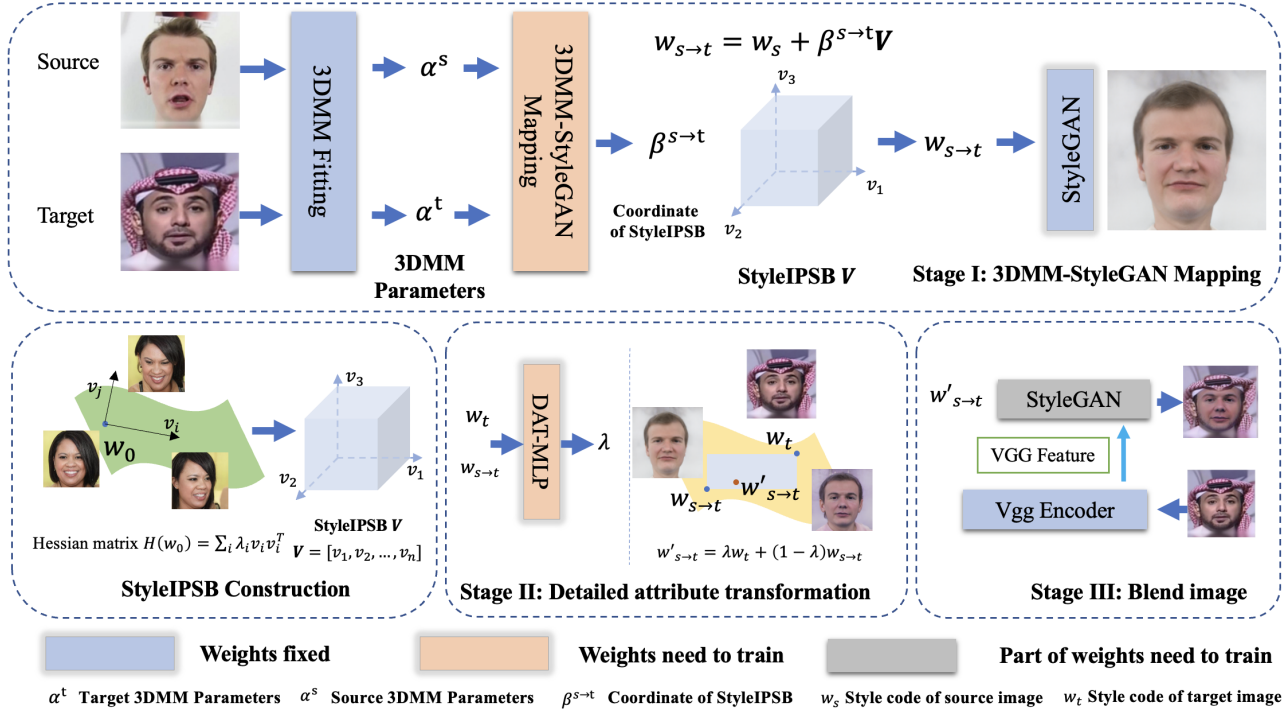 Source
Target
3DMM Fitting
α^s
α^t
3DMM
Parameters
3DMM-StyleGAN
Mapping
β^{s→t}
Coordinate
of StyleIPSB
w_{s→t} = w_s + β^{s→t}V
v_3
v_1
v_2
StyleIPSB V
w_{s→t}
StyleGAN
Stage I: 3DMM-StyleGAN Mapping
v_j
v_i
w_0
v_3
v_1
v_2
StyleIPSB V
Hessian matrix H(w_0) = ∑_i λ_i v_i v_i^T
V = [v_1, v_2, ..., v_n]
StyleIPSB Construction
w_t
w_{s→t}
DAT-MLP
λ
w_t
w_{s→t}
w'_{s→t}
w'_{s→t} = λw_t + (1 − λ)w_{s→t}
Stage II: Detailed attribute transformation
w'_{s→t}
StyleGAN
VGG Feature
Vgg Encoder
Stage III: Blend image
Weights fixed
Weights need to train
Part of weights need to train
α^t Target 3DMM Parameters
α^s Source 3DMM Parameters
β^{s→t} Coordinate of StyleIPSB
w_s Style code of source image
w_t Style code of target image